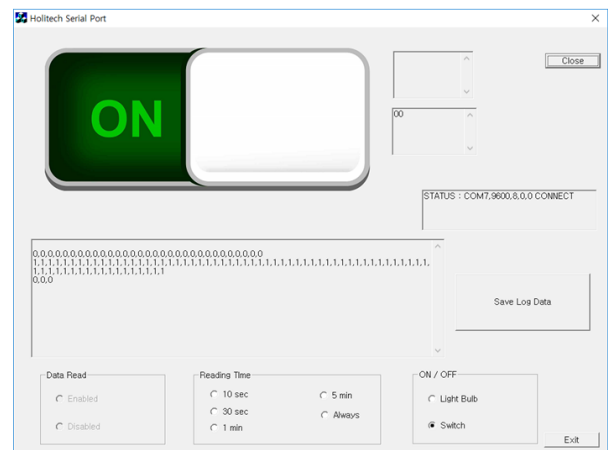 Holitech Serial Port
Close
ON
00
STATUS : COM7,9600,8,0,0 CONNECT
0,0,0,0,0,0,0,0,0,0,0,0,0,0,0,0,0,0,0,0,0,0,0,0,0,0,0,0,0,0,0
1,1,1,1,1,1,1,1,1,1,1,1,1,1,1,1,1,1,1,1,1,1,1,1,1,1,1,1,1,1,1,1,1,1,1,1,1,1,1,1,1,1,1,1,1,1,1,1,1,1,1,1,1,
1,1,1,1,1,1,1,1,1,1,1,1,1,1,1,1,1,1
0,0,0
Save Log Data
Data Read
Enabled
Disabled
Reading Time
10 sec
30 sec
1 min
5 min
Always
ON / OFF
Light Bulb
Switch
Exit